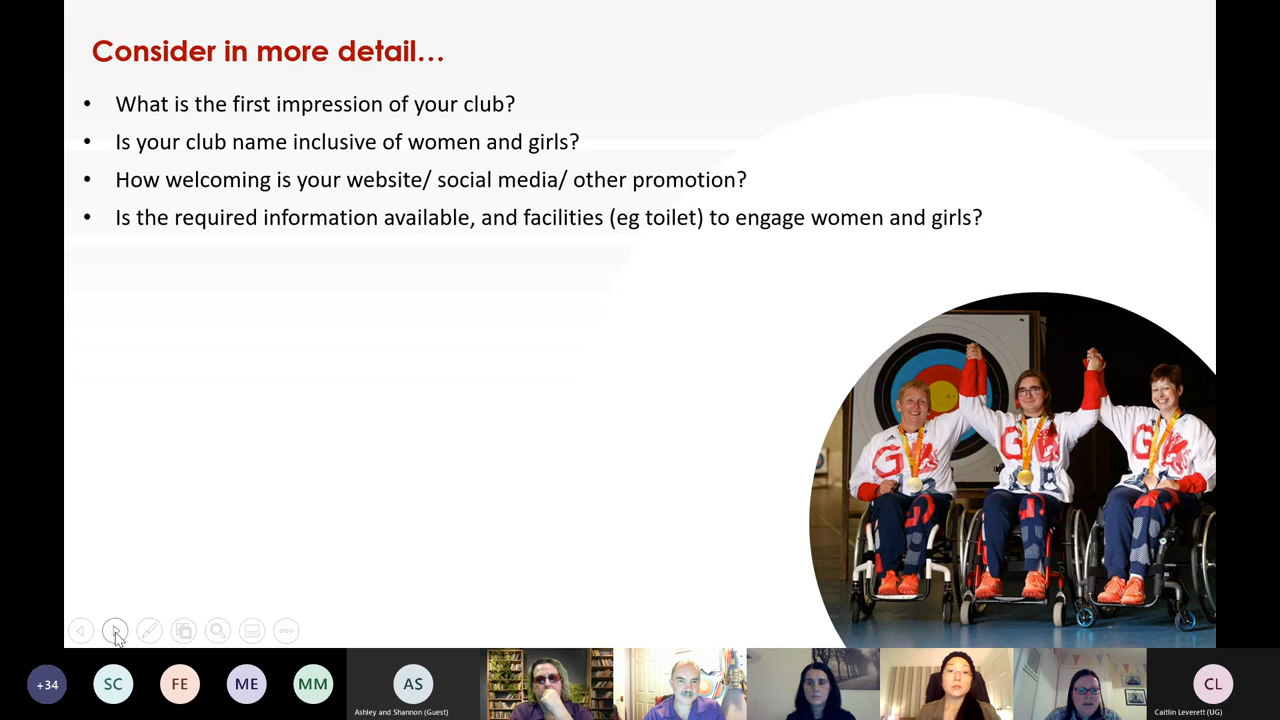 Consider in more detail…
• What is the first impression of your club?
• Is your club name inclusive of women and girls?
• How welcoming is your website/ social media/ other promotion?
• Is the required information available, and facilities (eg toilet) to engage women and girls?
+34
SC
FE
ME
MM
AS
Ashley and Shannon (Guest)
CL
Caitlin Leverett (UG)